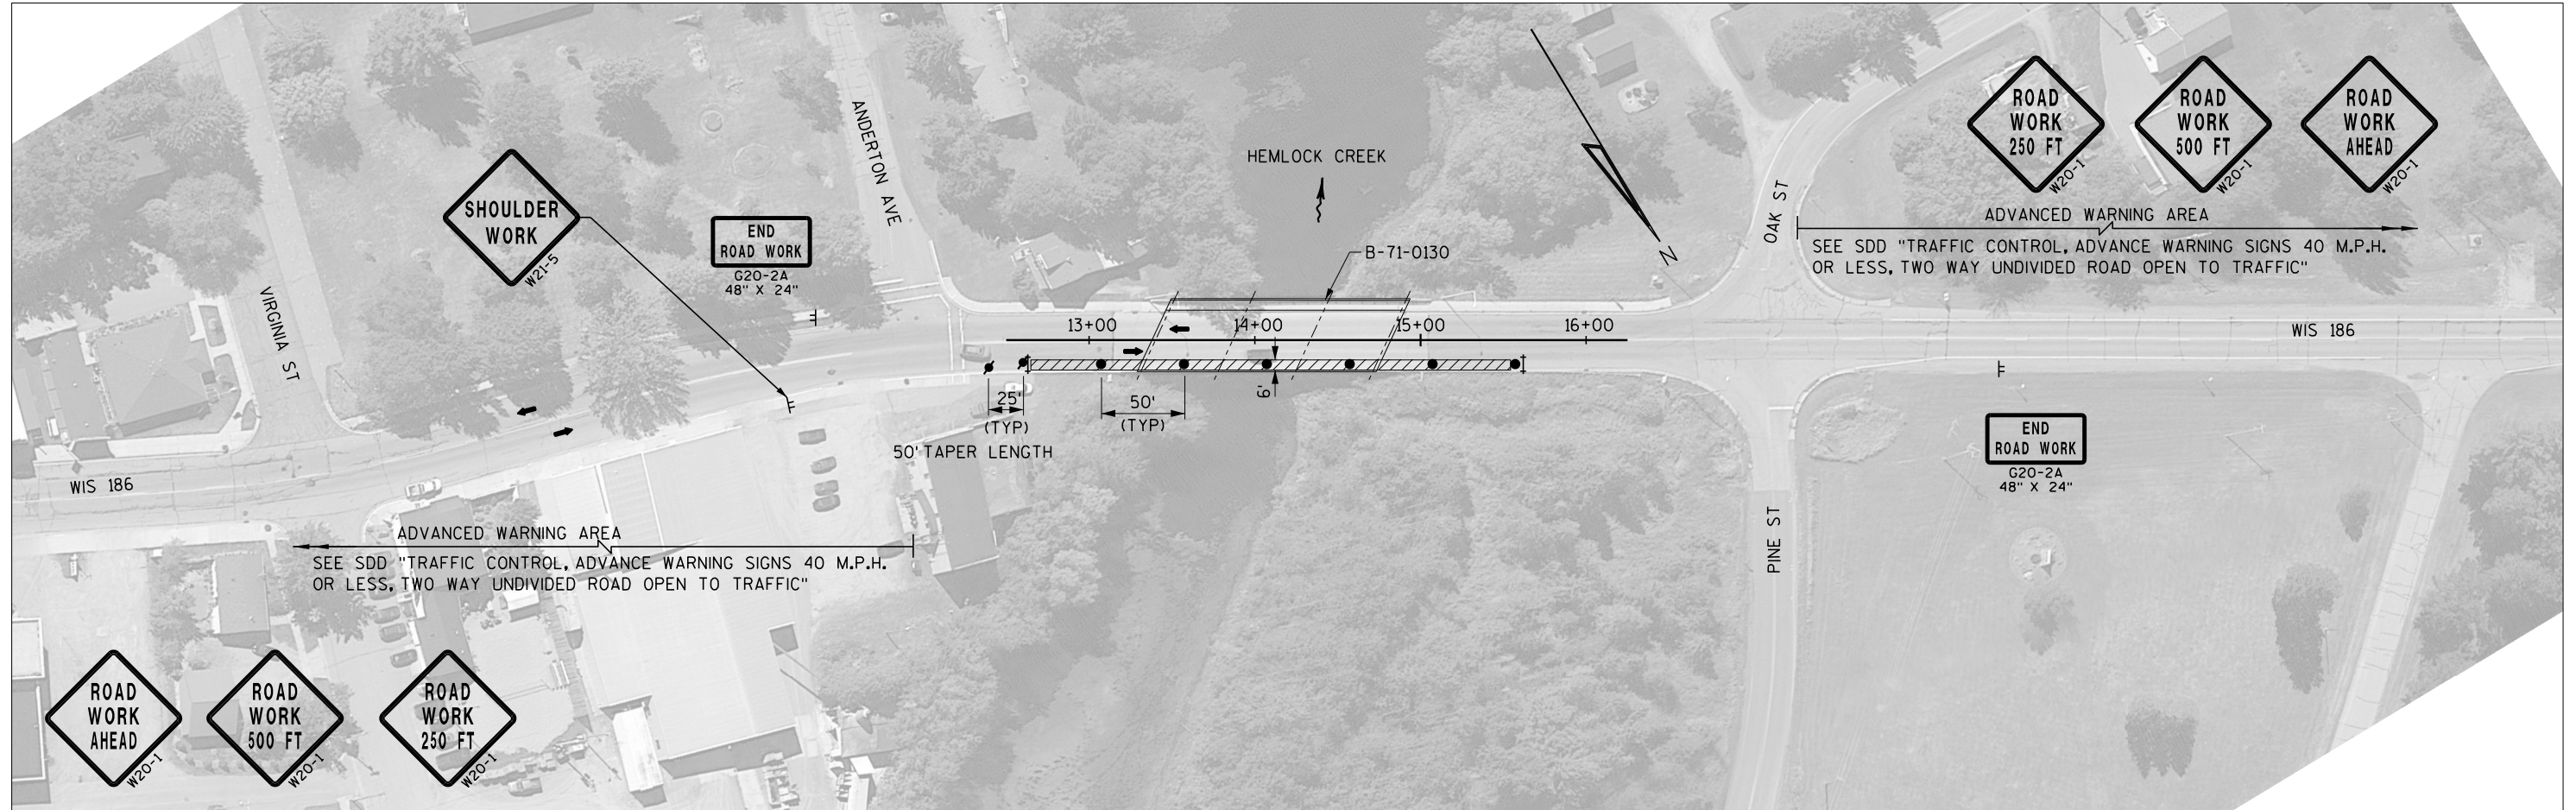 ROAD
WORK
250 FT
W20-1
ROAD
WORK
500 FT
W20-1
ROAD
WORK
AHEAD
W20-1
ADVANCED WARNING AREA
SEE SDD "TRAFFIC CONTROL, ADVANCE WARNING SIGNS 40 M.P.H.
OR LESS, TWO WAY UNDIVIDED ROAD OPEN TO TRAFFIC"
SHOULDER
WORK
W21-5
END
ROAD WORK
G20-2A
48" X 24"
ANDERTON AVE
HEMLOCK CREEK
B-71-0130
N
OAK ST
VIRGINIA ST
13+00
14+00
15+00
16+00
WIS 186
25'
(TYP)
50'
(TYP)
6'
50' TAPER LENGTH
END
ROAD WORK
G20-2A
48" X 24"
PINE ST
WIS 186
ADVANCED WARNING AREA
SEE SDD "TRAFFIC CONTROL, ADVANCE WARNING SIGNS 40 M.P.H.
OR LESS, TWO WAY UNDIVIDED ROAD OPEN TO TRAFFIC"
ROAD
WORK
AHEAD
W20-1
ROAD
WORK
500 FT
W20-1
ROAD
WORK
250 FT
W20-1